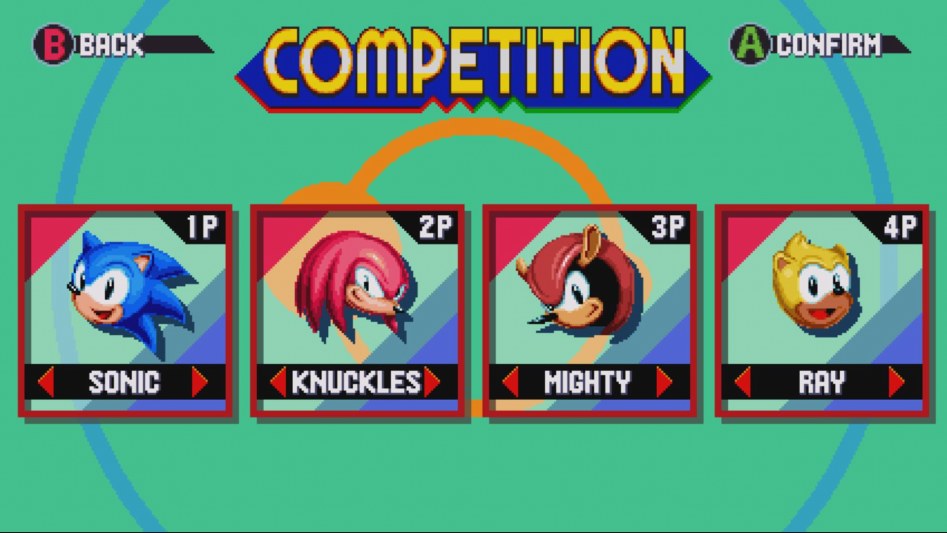 B BACK
COMPETITION
A CONFIRM
1P
2P
3P
4P
SONIC
KNUCKLES
MIGHTY
RAY